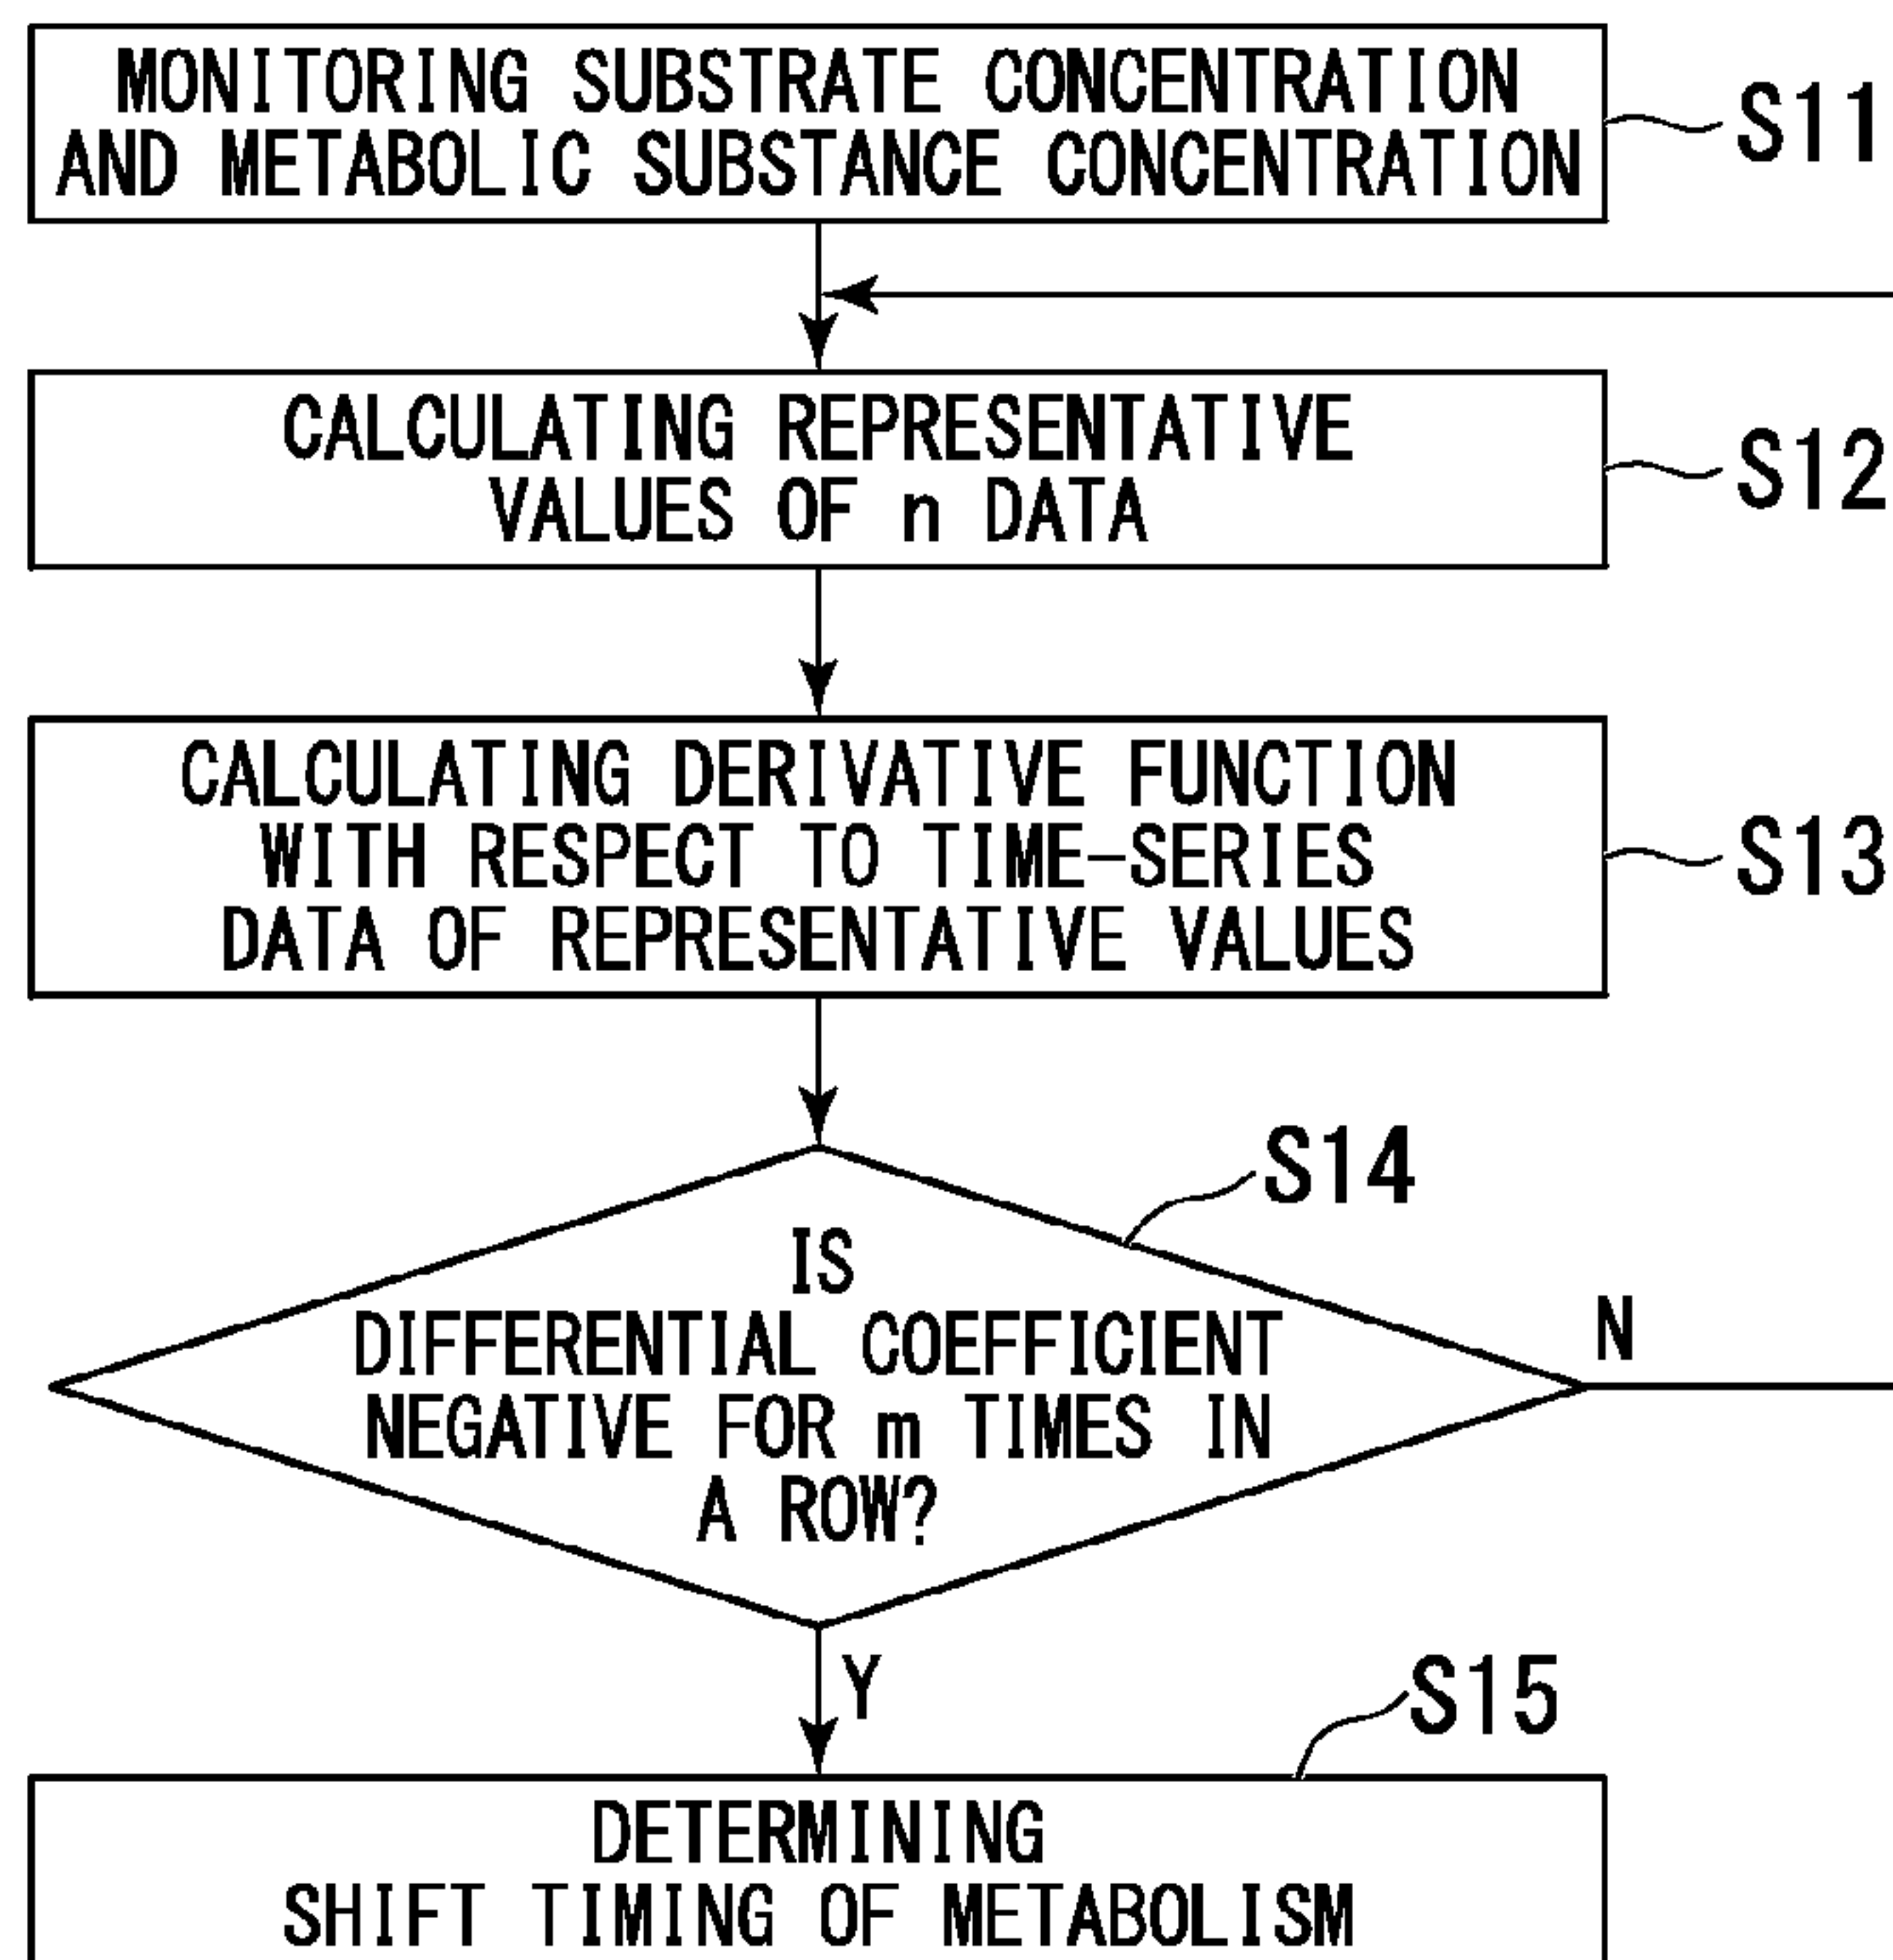 MONITORING SUBSTRATE CONCENTRATION
AND METABOLIC SUBSTANCE CONCENTRATION
S11
CALCULATING REPRESENTATIVE
VALUES OF n DATA
S12
CALCULATING DERIVATIVE FUNCTION
WITH RESPECT TO TIME-SERIES
DATA OF REPRESENTATIVE VALUES
S13
S14
IS
DIFFERENTIAL COEFFICIENT
NEGATIVE FOR m TIMES IN
A ROW?
N
Y
S15
DETERMINING
SHIFT TIMING OF METABOLISM